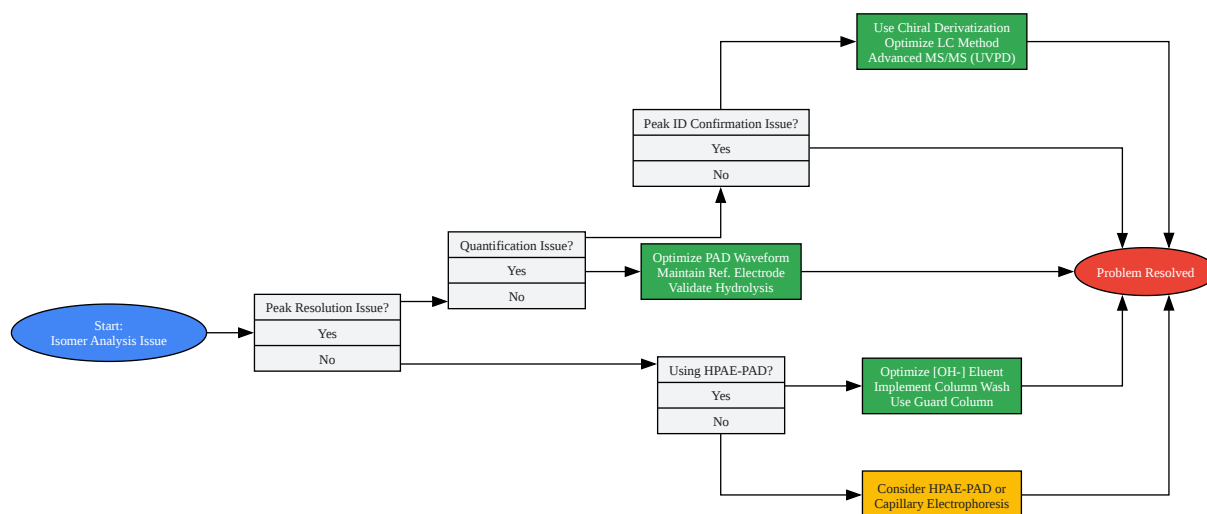 Use Chiral Derivatization
Optimize LC Method
Advanced MS/MS (UVPD)
Peak ID Confirmation Issue?
Yes
No
Quantification Issue?
Yes
No
Optimize PAD Waveform
Maintain Ref. Electrode
Validate Hydrolysis
Problem Resolved
Peak Resolution Issue?
Yes
No
Start:
Isomer Analysis Issue
Using HPAE-PAD?
Yes
No
Optimize [OH-] Eluent
Implement Column Wash
Use Guard Column
Consider HPAE-PAD or
Capillary Electrophoresis